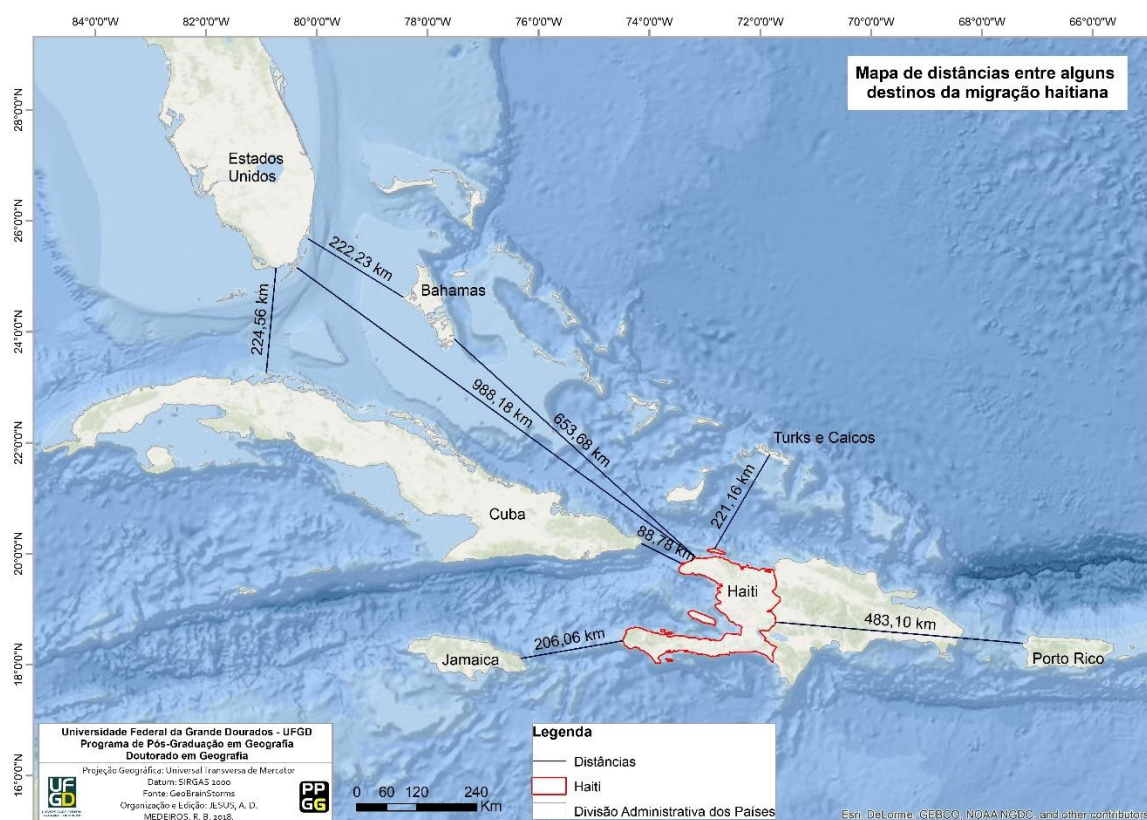 84°0'0"W 82°0'0"W 80°0'0"W 78°0'0"W 76°0'0"W 74°0'0"W 72°0'0"W 70°0'0"W 68°0'0"W 66°0'0"W
Mapa de distâncias entre alguns
destinos da migração haitiana
28°0'0"N
26°0'0"N
24°0'0"N
22°0'0"N
20°0'0"N
18°0'0"N
16°0'0"N
Estados
Unidos
222,23 km
Bahamas
224,56 km
988,18 km
653,68 km
Turks e Caicos
221,16 km
Cuba
88,78 km
Haiti
483,10 km
206,06 km
Jamaica
Porto Rico
Universidade Federal da Grande Dourados - UFGD
Programa de Pós-Graduação em Geografia
Doutorado em Geografia
Projeção Geográfica: Universal Transversa de Mercator
Datum: SIRGAS 2000
Fonte: GeoBrainStorms
Organização e Edição: JESUS, A. D.
MEDEIROS, R. B. 2018.
UFGD
PPGG
0 60 120 240
Km
Legenda
Distâncias
Haiti
Divisão Administrativa dos Países
Esri, DeLorme, GEBCO, NOAA NGDC, and other contributors